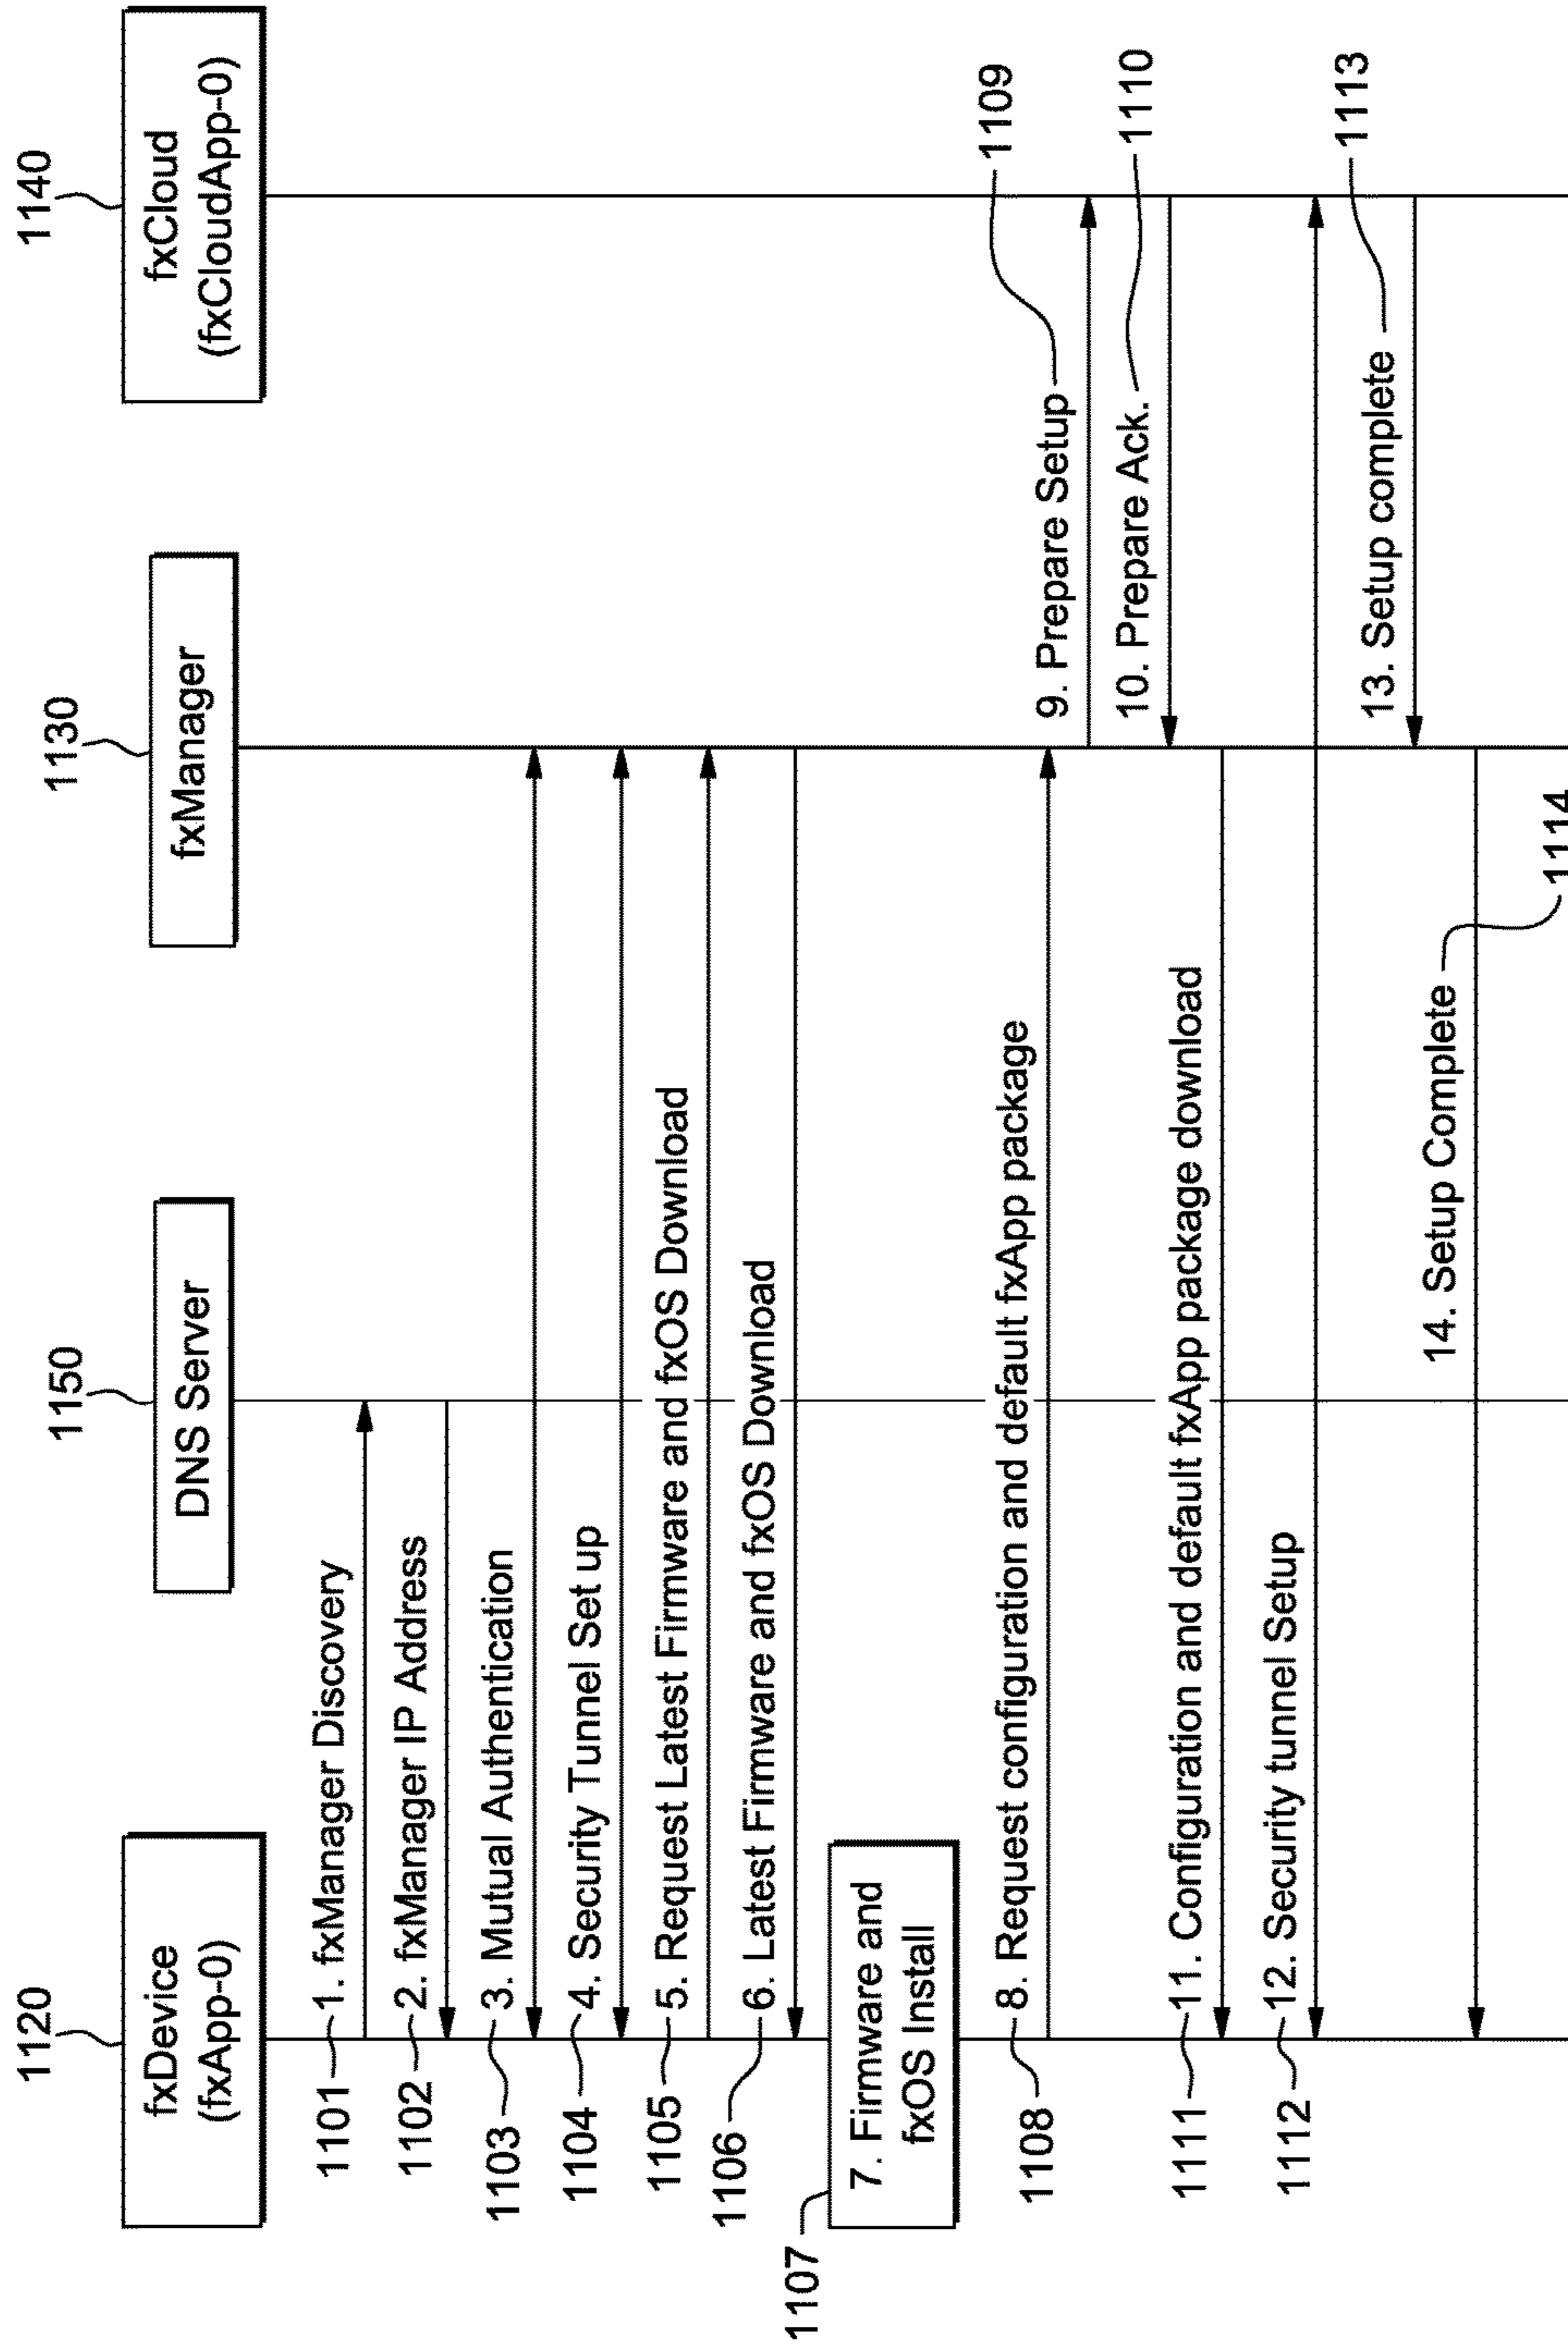 1120
fxDevice
(fxApp-0)
1150
DNS Server
1130
fxManager
1140
fxCloud
(fxCloudApp-0)
1101
1. fxManager Discovery
1102
2. fxManager IP Address
1103
3. Mutual Authentication
1104
4. Security Tunnel Set up
1105
5. Request Latest Firmware and fxOS Download
1106
6. Latest Firmware and fxOS Download
1107
7. Firmware and
fxOS Install
1108
8. Request configuration and default fxApp package
9. Prepare Setup
1109
10. Prepare Ack.
1110
1111
11. Configuration and default fxApp package download
1112
12. Security tunnel Setup
13. Setup complete
1113
14. Setup Complete
1114